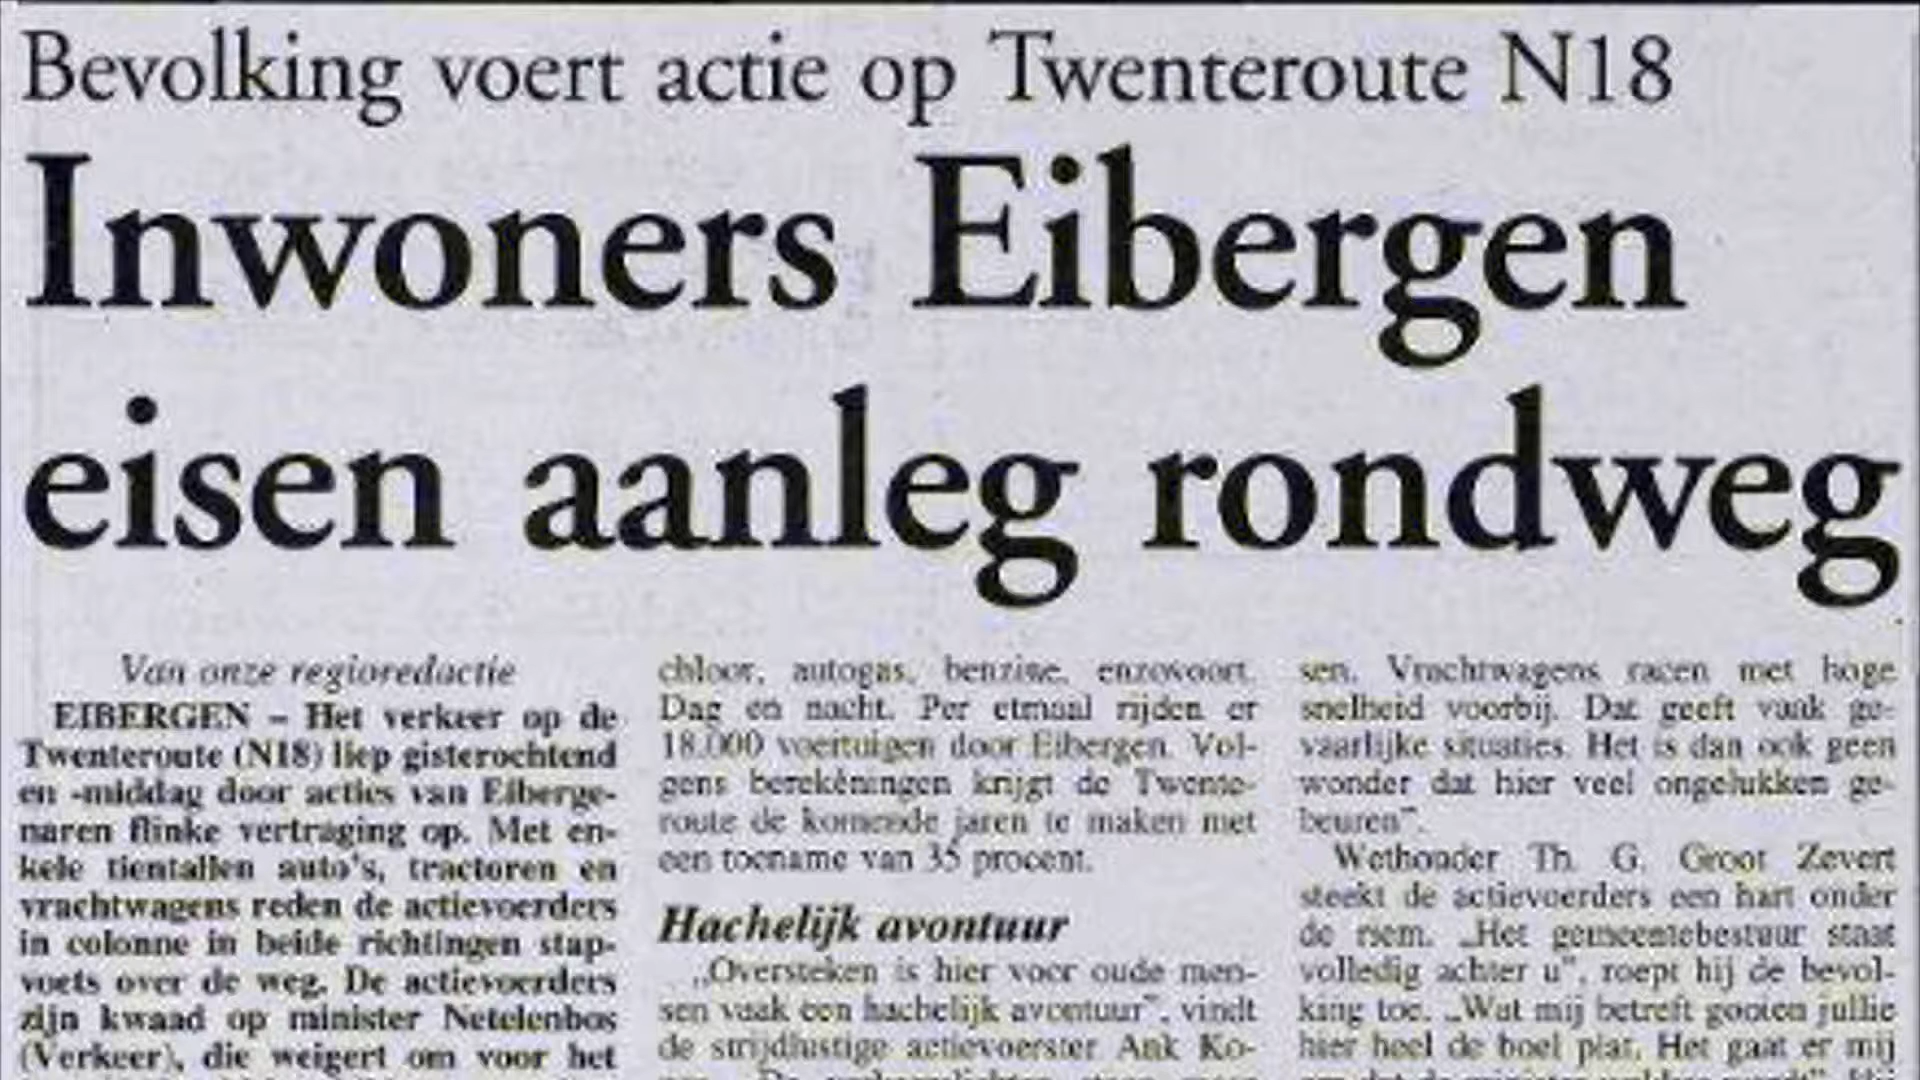 Bevolking voert actie op Twenteroute N18
Inwoners Eibergen
eisen aanleg rondweg
Van onze regioredactie
EIBERGEN – Het verkeer op de
Twenteroute (N18) liep gisterochtend
en -middag door acties van Eiberge-
naren flinke vertraging op. Met en-
kele tientallen auto's, tractoren en
vrachtwagens reden de actievoerders
in colonne in beide richtingen stap-
voets over de weg. De actievoerders
zijn kwaad op minister Netelenbos
(Verkeer), die weigert om voor het
chloor, autogas, benzine, enzovoort.
Dag en nacht. Per etmaal rijden er
18.000 voertuigen door Eibergen. Vol-
gens berekeningen krijgt de Twente-
route de komende jaren te maken met
een toename van 35 procent.
Hachelijk avontuur
„Oversteken is hier voor oude men-
sen vaak een hachelijk avontuur”, vindt
de strijdlustige actievoerster Ank Ko-
sen. Vrachtwagens racen met hoge
snelheid voorbij. Dat geeft vaak ge-
vaarlijke situaties. Het is dan ook geen
wonder dat hier veel ongelukken ge-
beuren”.
Wethouder Th. G. Groot Zevert
steekt de actievoerders een hart onder
de riem. „Het gemeentebestuur staat
volledig achter u”, roept hij de bevol-
king toe. „Wat mij betreft gooien jullie
hier heel de boel plat. Het gaat er mij